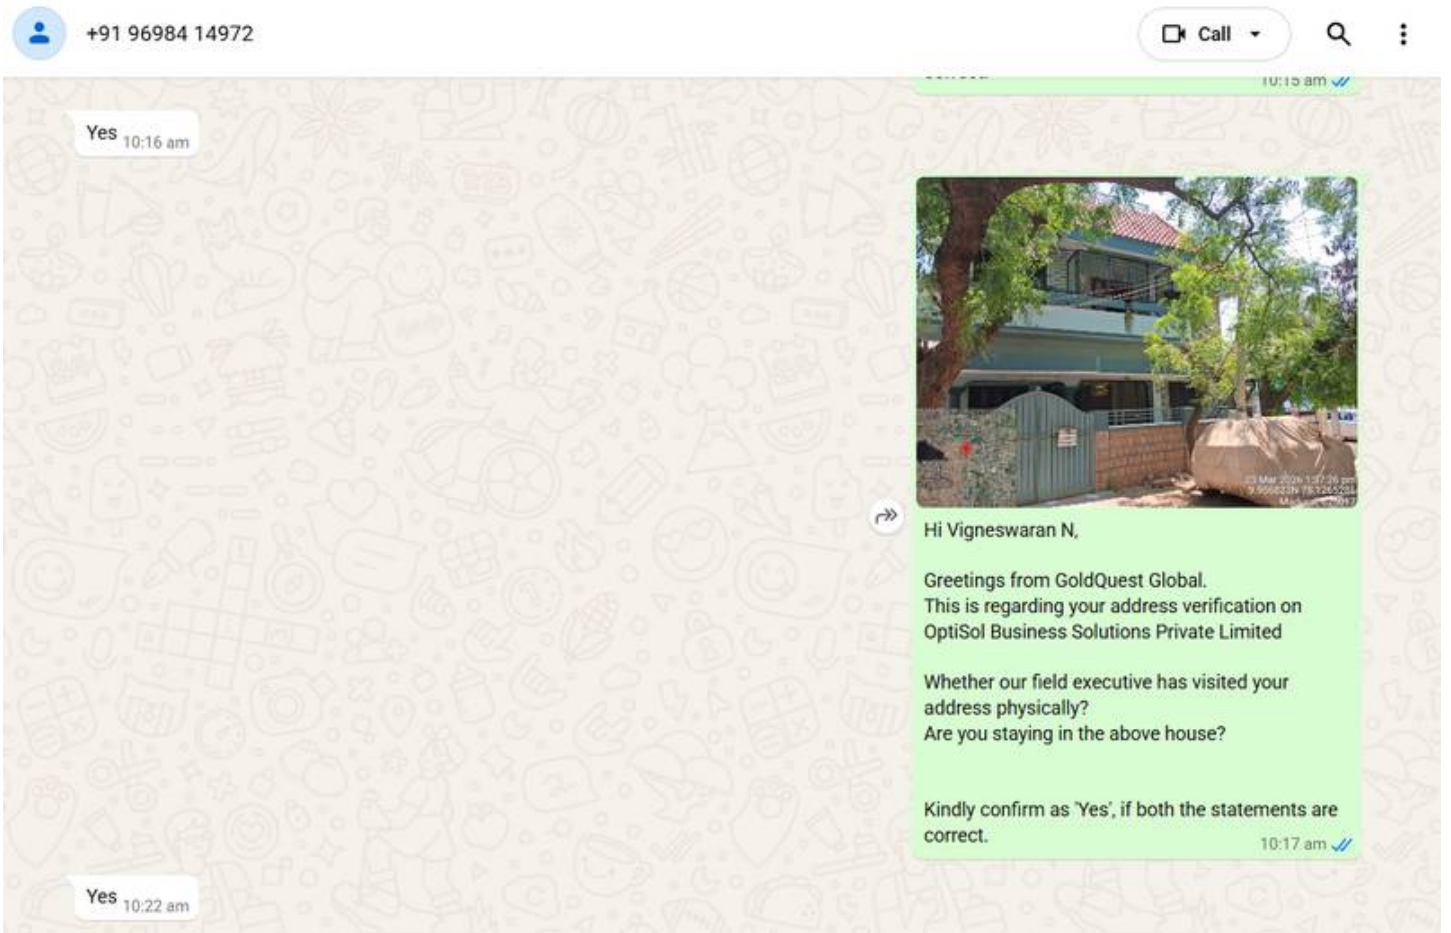 +91 96984 14972
Call
10:15 am
Yes 10:16 am
Hi Vigneswaran N,
Greetings from GoldQuest Global.
This is regarding your address verification on
OptiSol Business Solutions Private Limited
Whether our field executive has visited your
address physically?
Are you staying in the above house?
Kindly confirm as 'Yes', if both the statements are
correct.
10:17 am
Yes 10:22 am